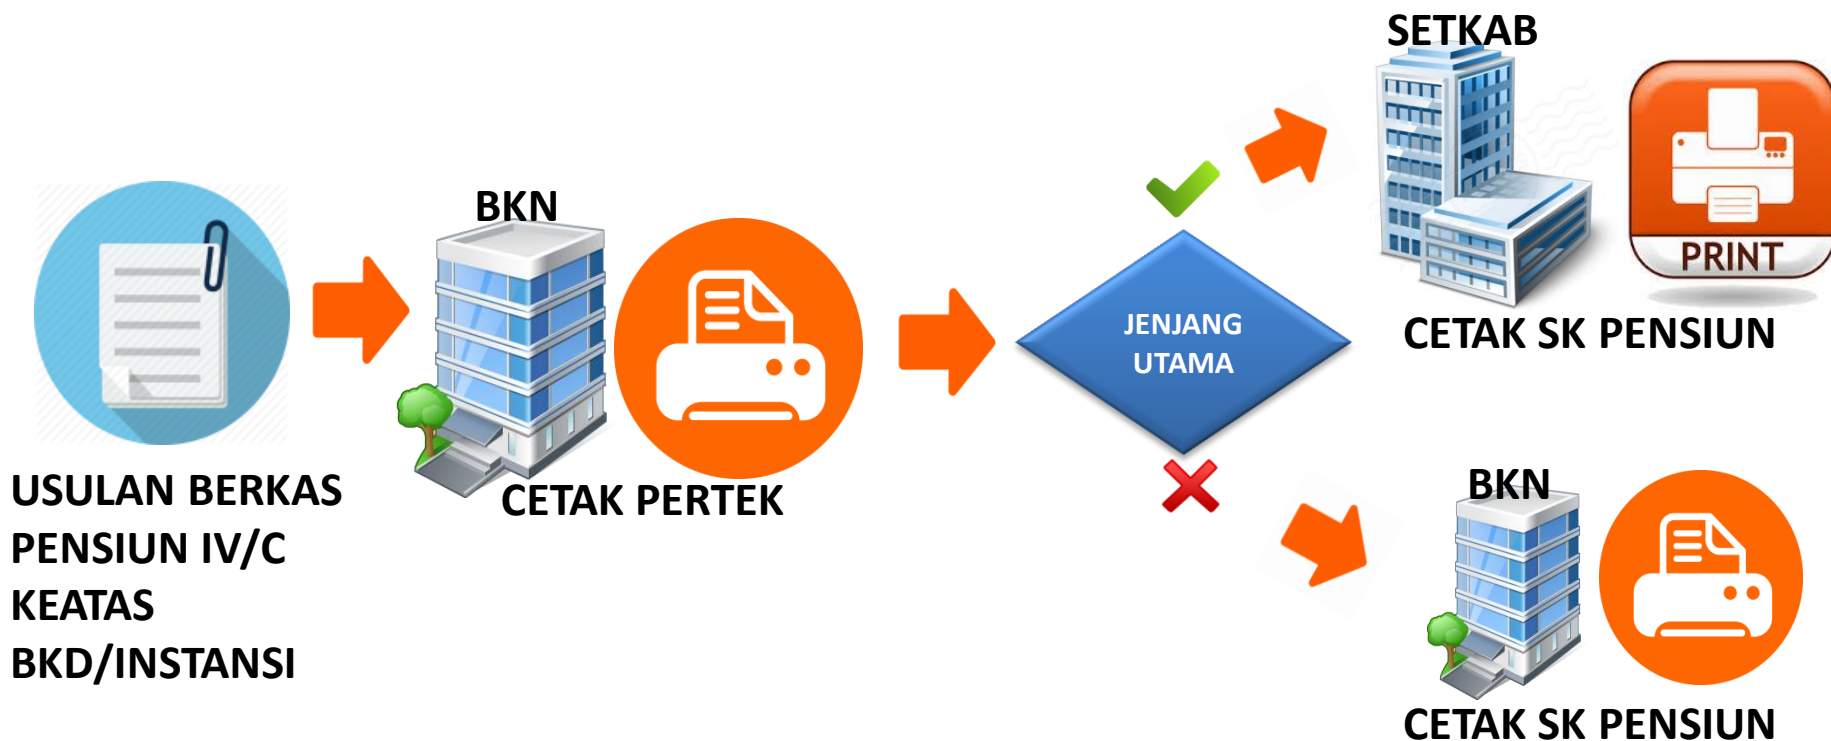 USULAN BERKAS
PENSIUN IV/C
KEATAS
BKD/INSTANSI
BKN
CETAK PERTEK
JENJANG
UTAMA
SETKAB
PRINT
CETAK SK PENSIUN
BKN
CETAK SK PENSIUN